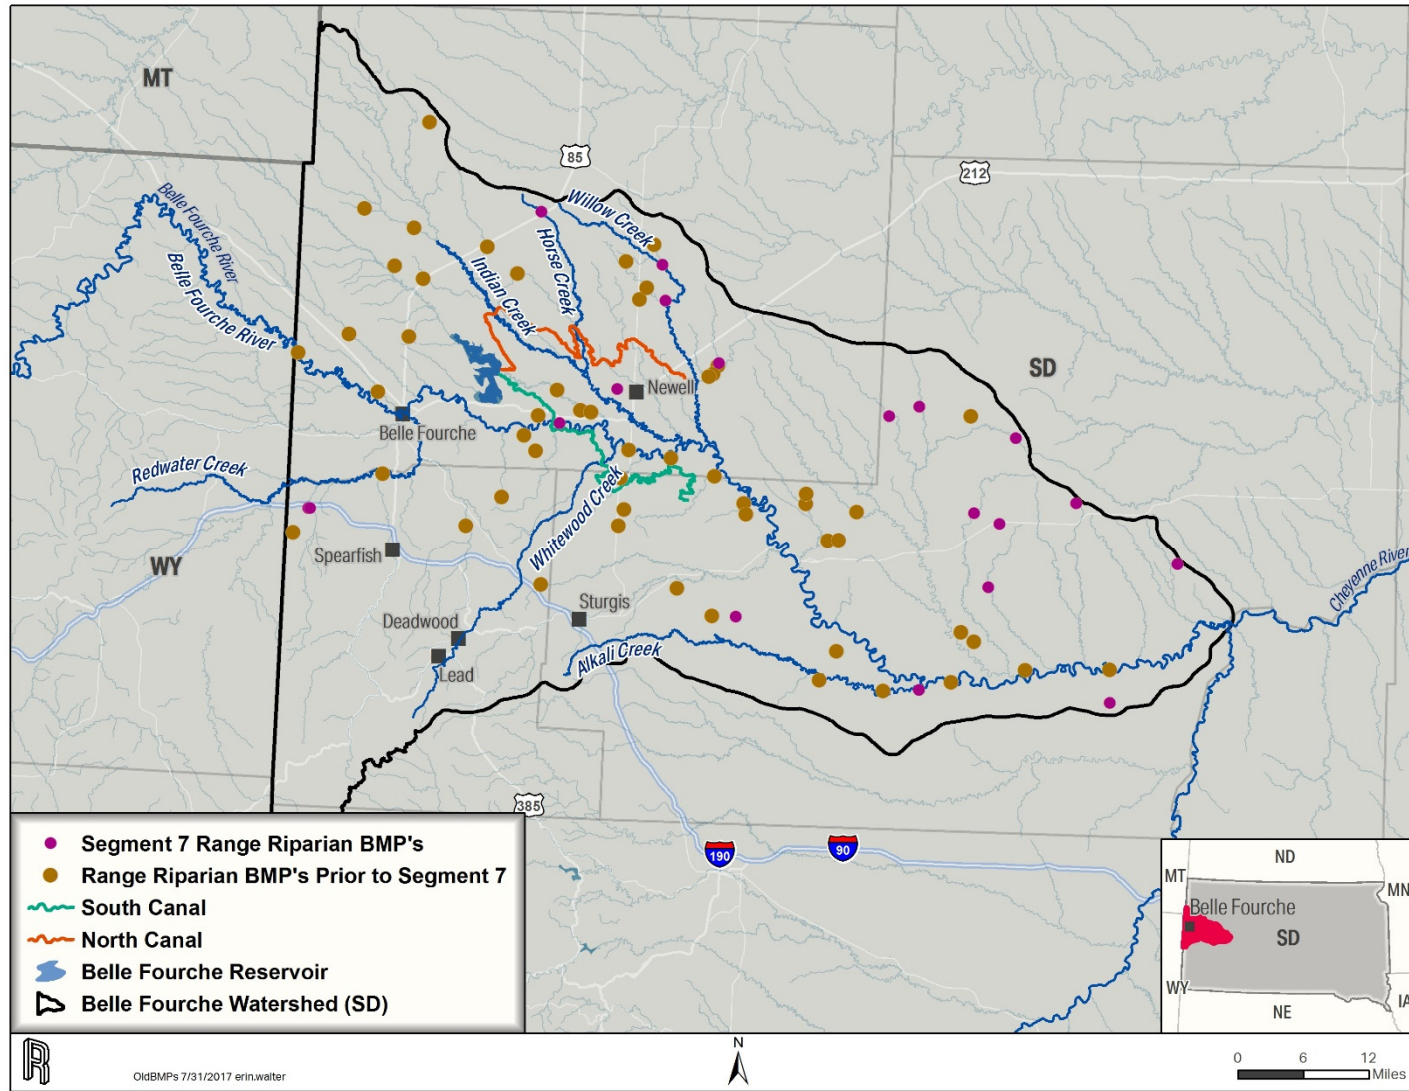 MT
85
212
Belle Fourche River
Belle Fourche River
Willow Creek
Horse Creek
Indian Creek
SD
Newell
Belle Fourche
Redwater Creek
Whitewood Creek
WY
Spearfish
Cheyenne River
Sturgis
Deadwood
Alkali Creek
Lead
385
190
90
Segment 7 Range Riparian BMP's
Range Riparian BMP's Prior to Segment 7
South Canal
North Canal
Belle Fourche Reservoir
Belle Fourche Watershed (SD)
ND
MT
MN
Belle Fourche
SD
WY
IA
NE
R
OldBMPs 7/31/2017 erin.walter
N
0 6 12
Miles